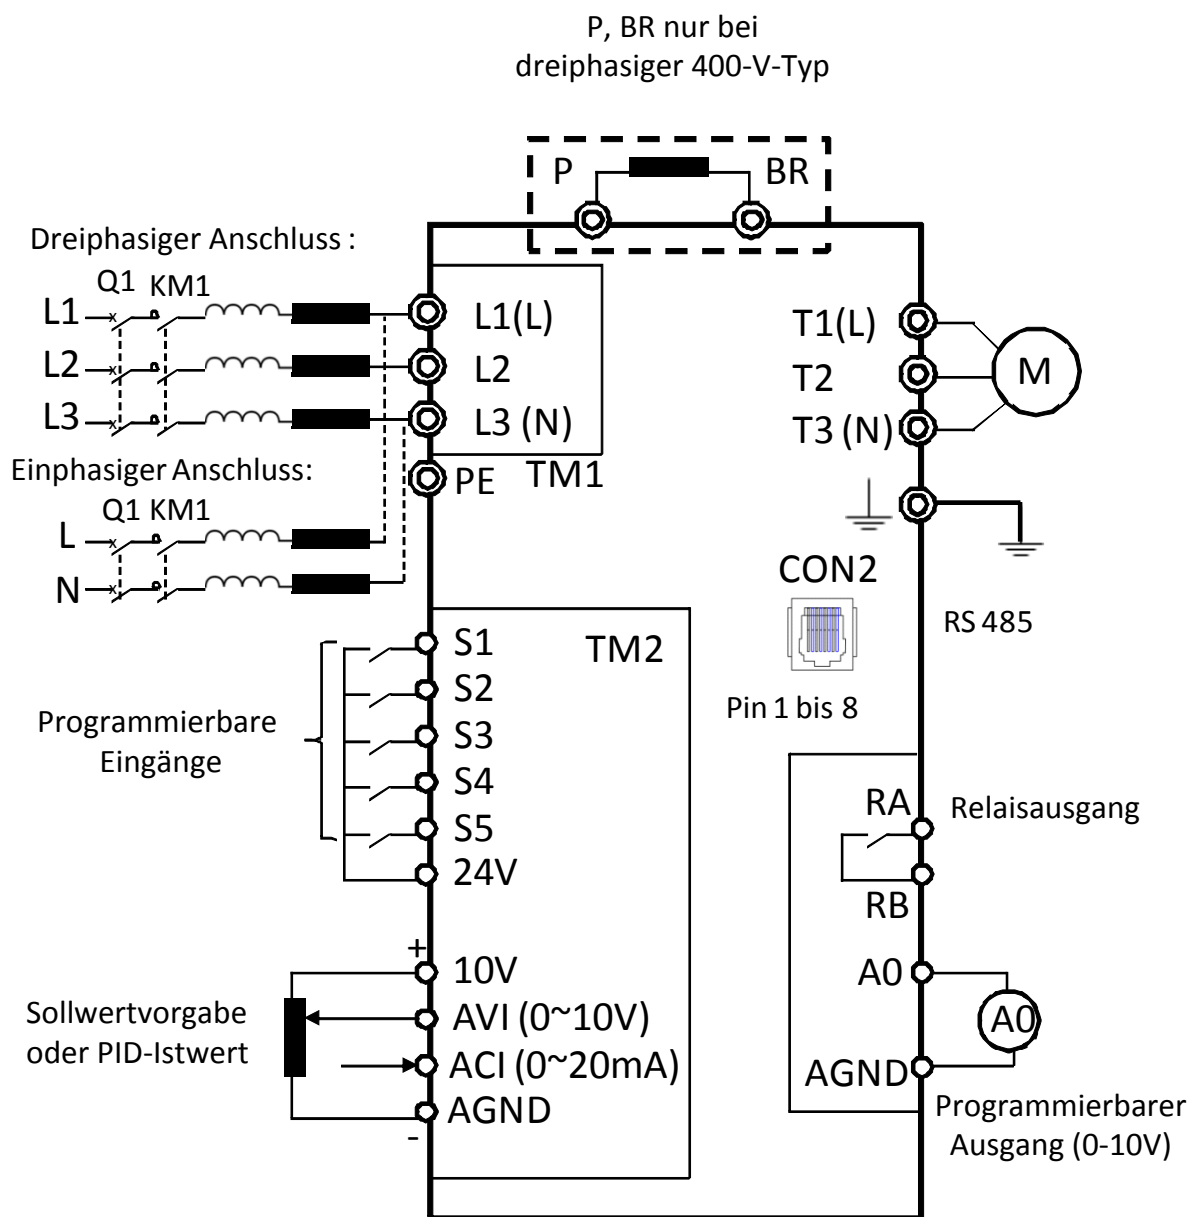 P, BR nur bei
dreiphasiger 400-V-Typ
P
BR
Dreiphasiger Anschluss :
Q1 KM1
L1
L2
L3
L1(L)
L2
L3 (N)
TM1
PE
Einphasiger Anschluss:
Q1 KM1
L
N
T1(L)
T2
T3 (N)
M
CON2
RS 485
Pin 1 bis 8
TM2
S1
S2
S3
S4
S5
24V
Programmierbare
Eingänge
+
10V
AVI (0~10V)
ACI (0~20mA)
AGND
-
Sollwertvorgabe
oder PID-Istwert
RA
RB
Relaisausgang
A0
AGND
A0
Programmierbarer
Ausgang (0-10V)